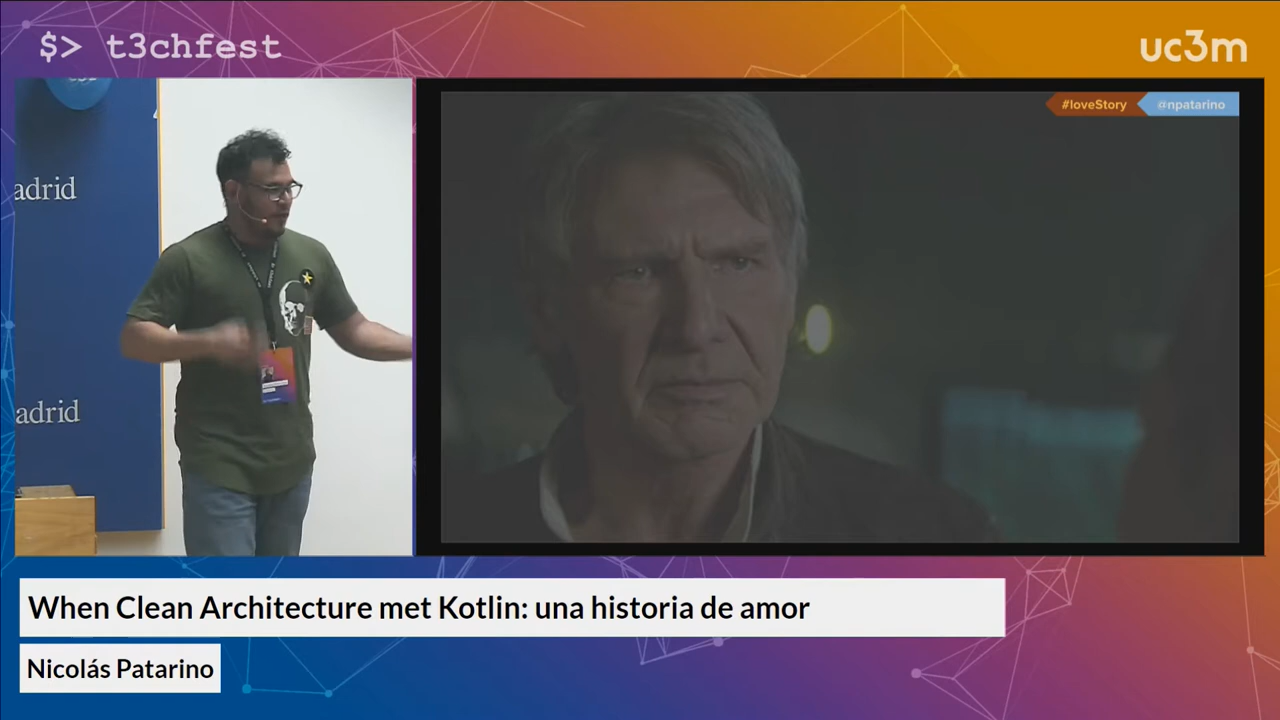 $> t3chfest
uc3m
#loveStory
@npatarino
adrid
adrid
When Clean Architecture met Kotlin: una historia de amor
Nicolás Patarino